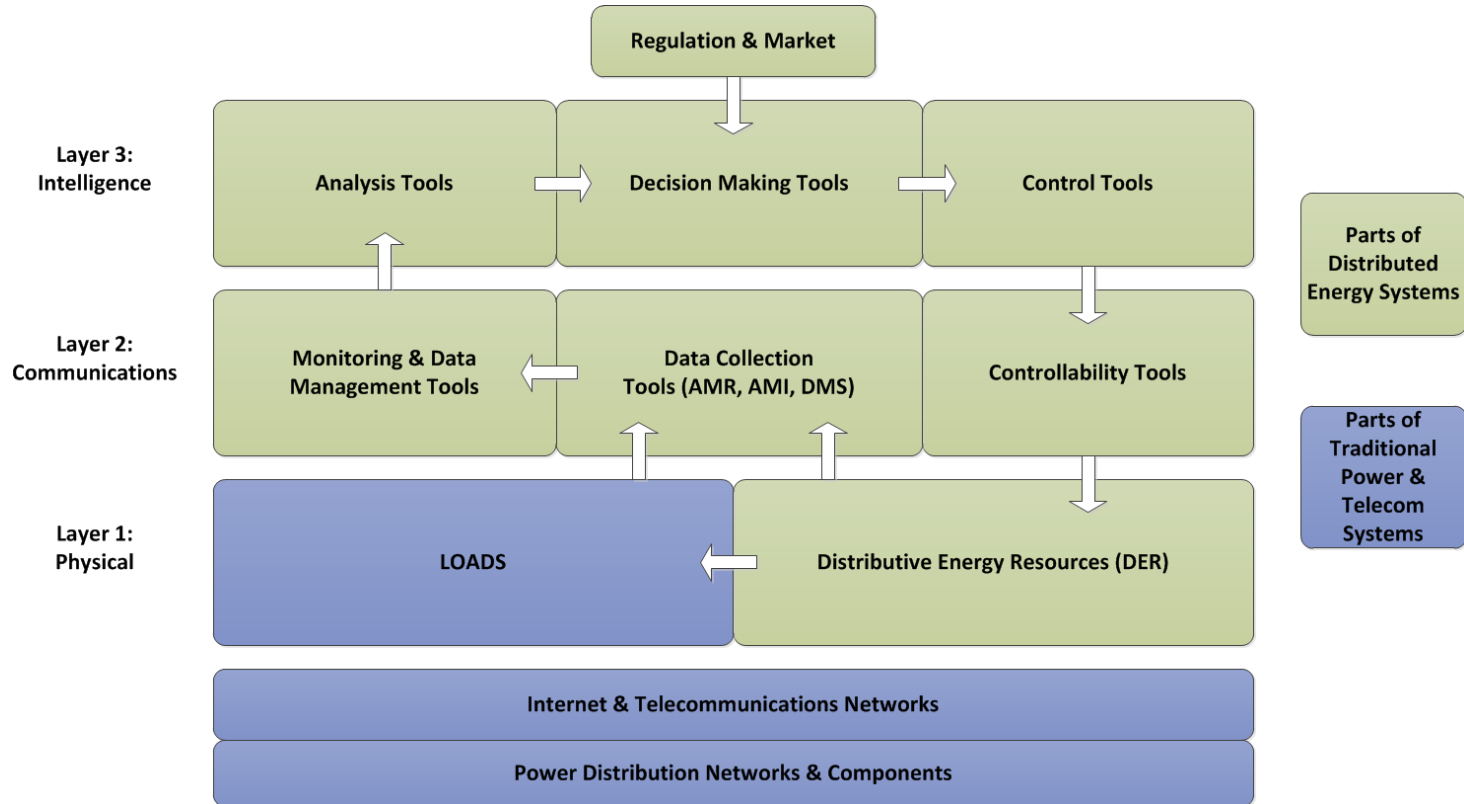 Regulation & Market
Layer 3:
Intelligence
Analysis Tools
Decision Making Tools
Control Tools
Parts of
Distributed
Energy Systems
Layer 2:
Communications
Monitoring & Data
Management Tools
Data Collection
Tools (AMR, AMI, DMS)
Controllability Tools
Parts of
Traditional
Power &
Telecom
Systems
Layer 1:
Physical
LOADS
Distributive Energy Resources (DER)
Internet & Telecommunications Networks
Power Distribution Networks & Components